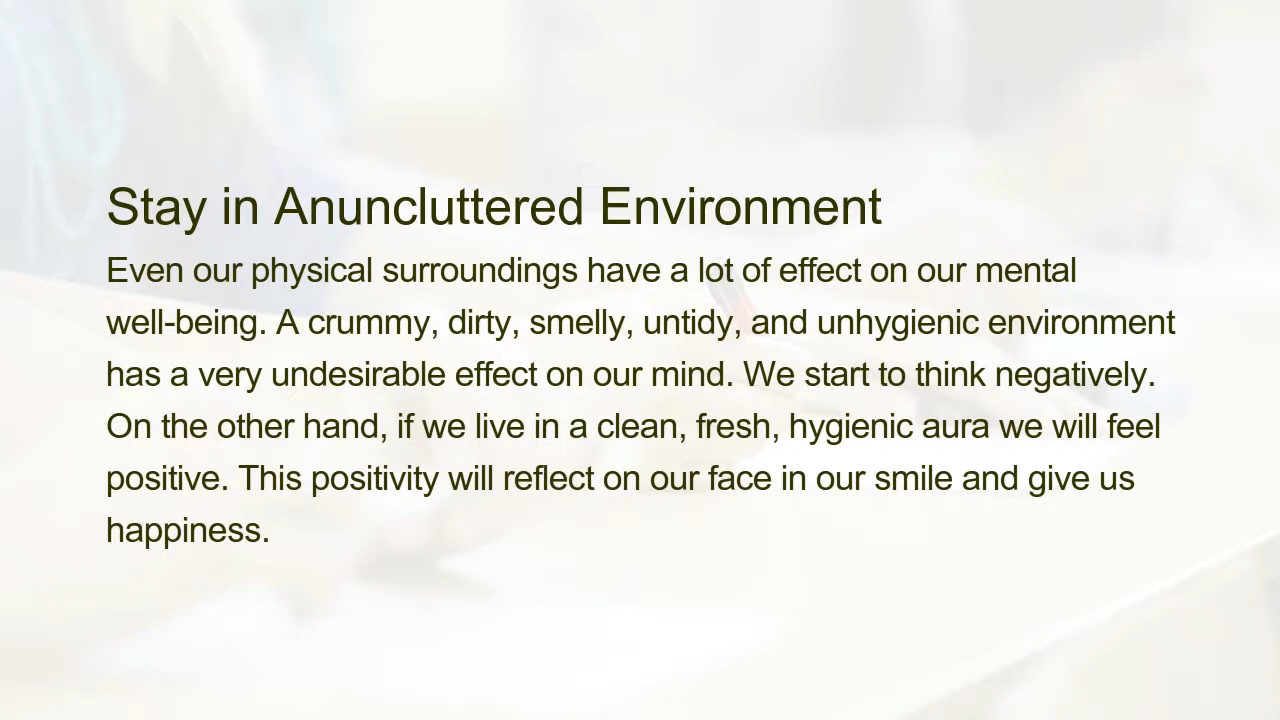 Stay in Anuncluttered Environment
Even our physical surroundings have a lot of effect on our mental
well-being. A crummy, dirty, smelly, untidy, and unhygienic environment
has a very undesirable effect on our mind. We start to think negatively.
On the other hand, if we live in a clean, fresh, hygienic aura we will feel
positive. This positivity will reflect on our face in our smile and give us
happiness.